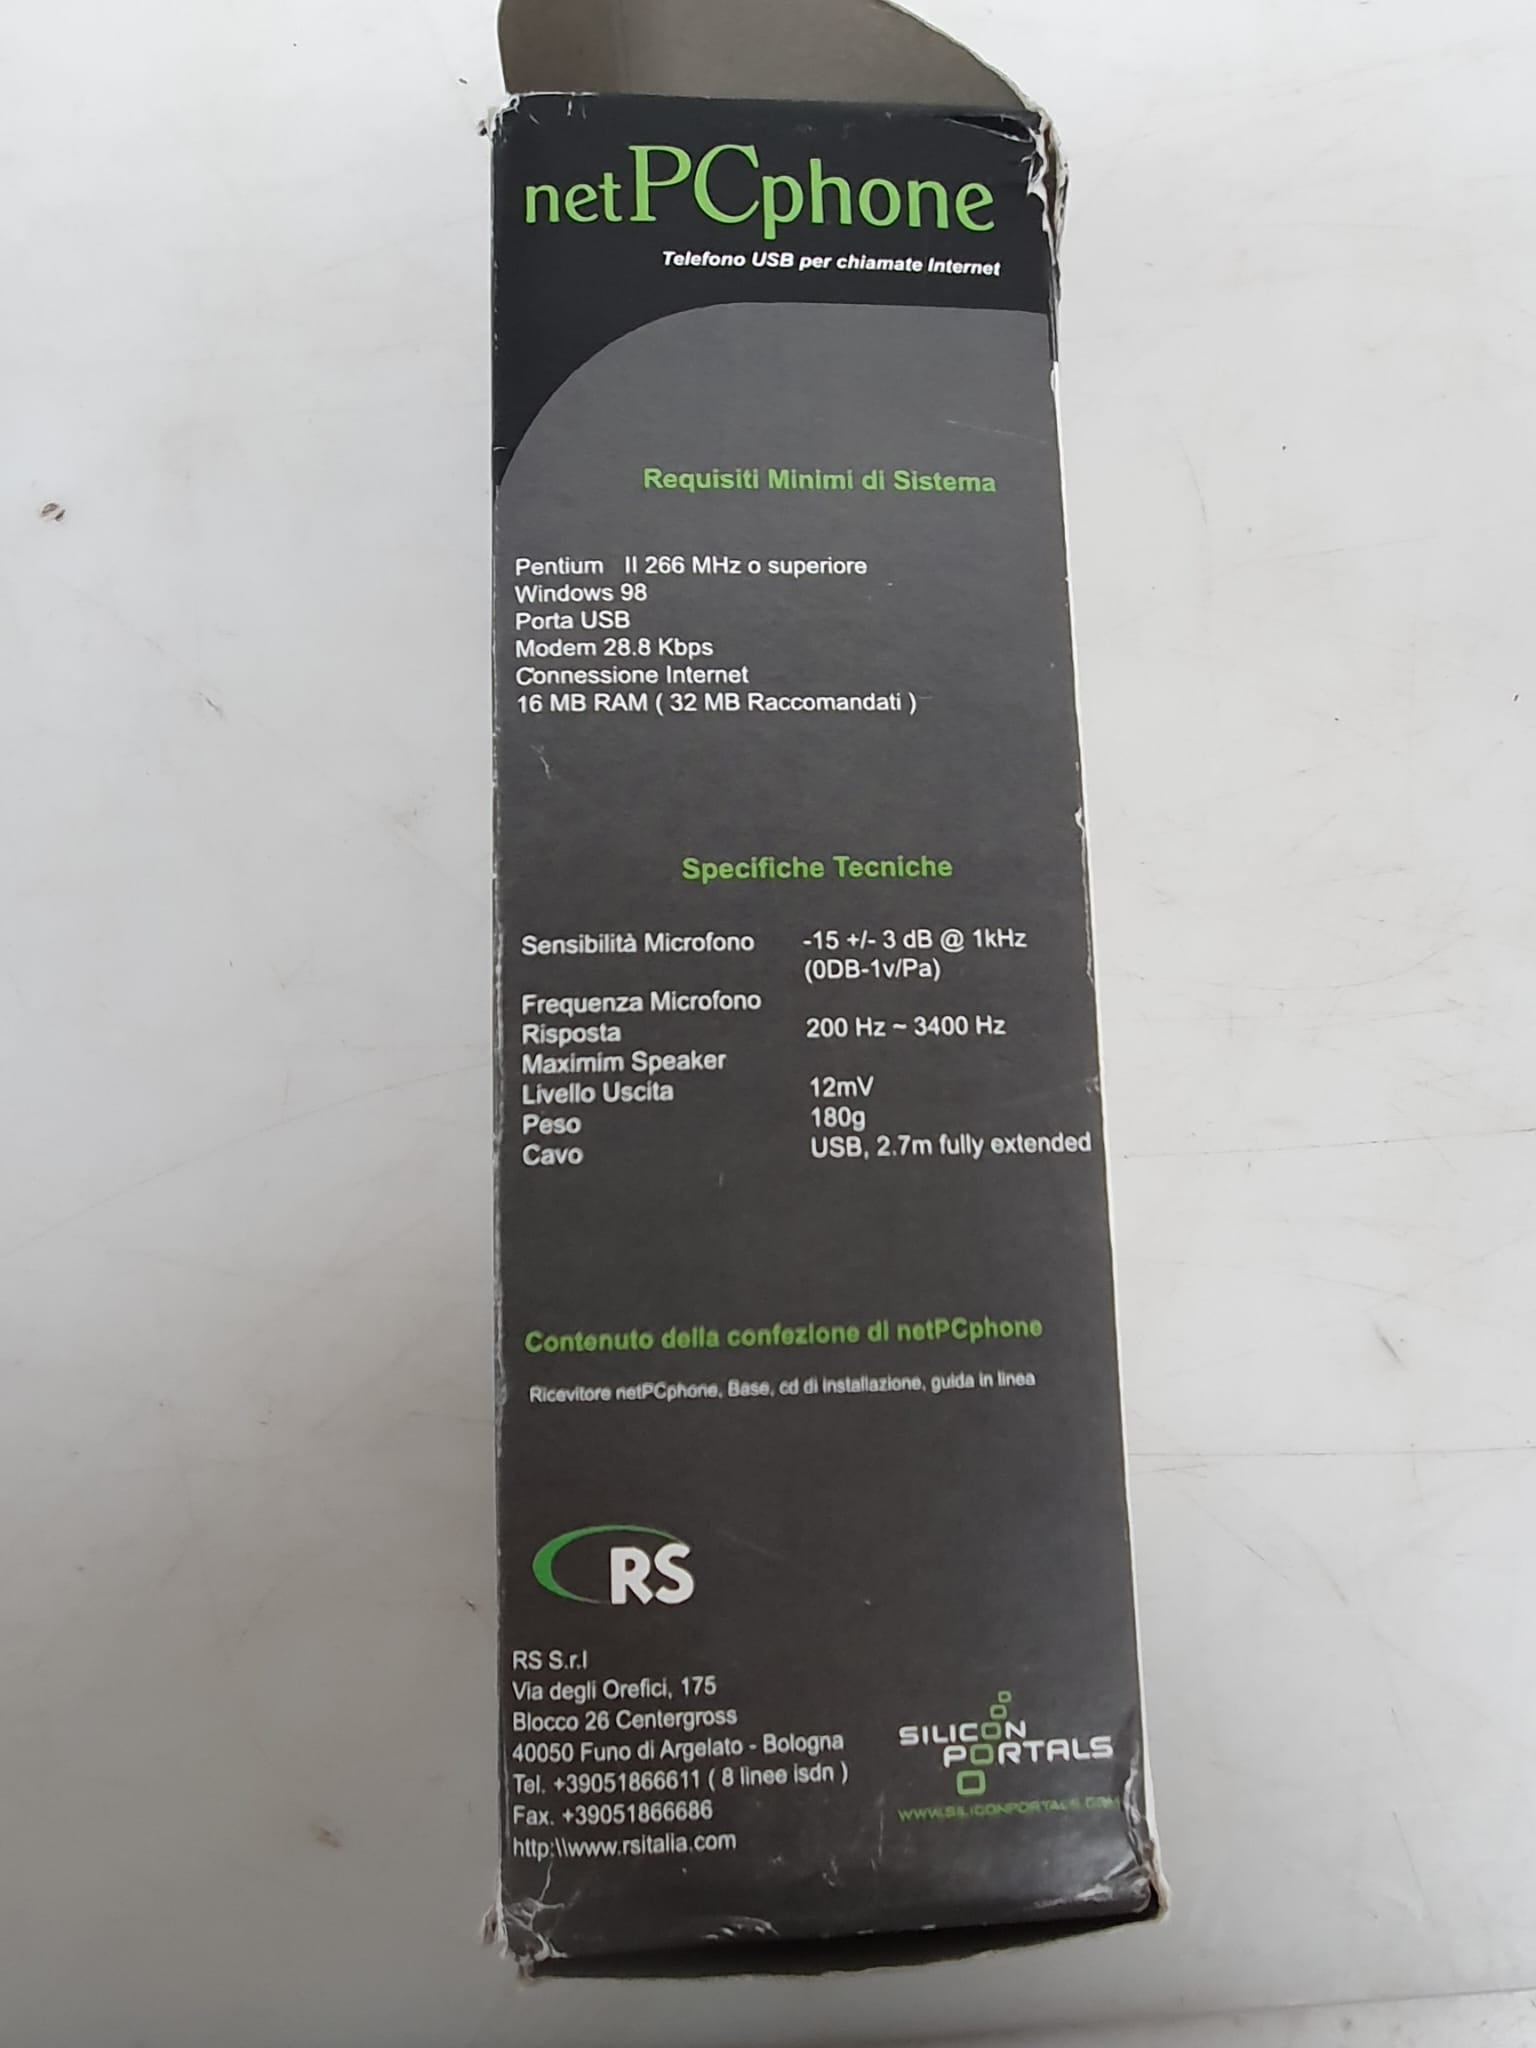 netPCphone
Telefono USB per chiamate Internet
Requisiti Minimi di Sistema
Pentium II 266 MHz o superiore
Windows 98
Porta USB
Modem 28.8 Kbps
Connessione Internet
16 MB RAM ( 32 MB Raccomandati )
Specifiche Tecniche
Sensibilità Microfono -15 +/- 3 dB @ 1kHz
(0DB-1v/Pa)
Frequenza Microfono
Risposta 200 Hz ~ 3400 Hz
Maximim Speaker
Livello Uscita 12mV
Peso 180g
Cavo USB, 2.7m fully extended
Contenuto della confezione di netPCphone
Ricevitore netPCphone, Base, cd di installazione, guida in linea
RS
RS S.r.l
Via degli Orefici, 175
Blocco 26 Centergross
40050 Funo di Argelato - Bologna
Tel. +39051866611 ( 8 linee isdn )
Fax. +39051866686
http:\\www.rsitalia.com
SILICON
PORTALS
WWW.SILICONPORTALS.COM